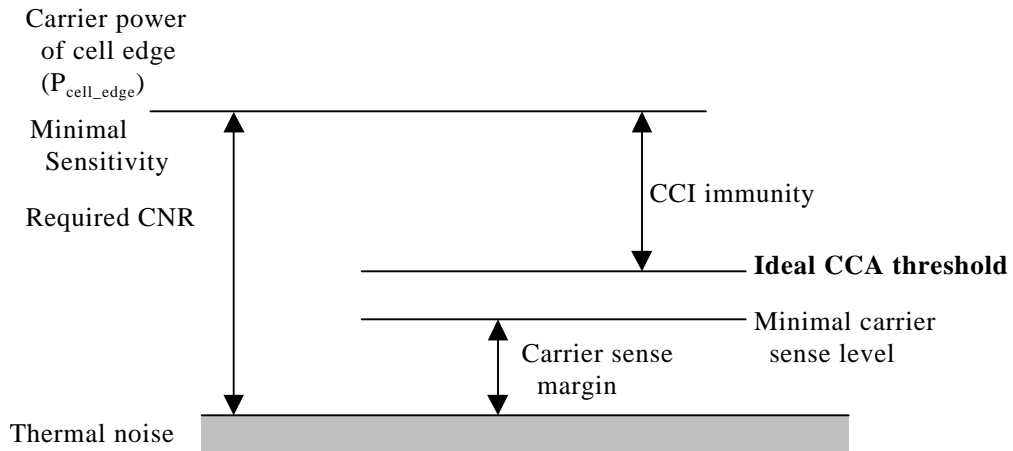 Carrier power
of cell edge
(Pcell_edge)
Minimal
Sensitivity
CCI immunity
Required CNR
Ideal CCA threshold
Minimal carrier
sense level
Carrier sense
margin
Thermal noise